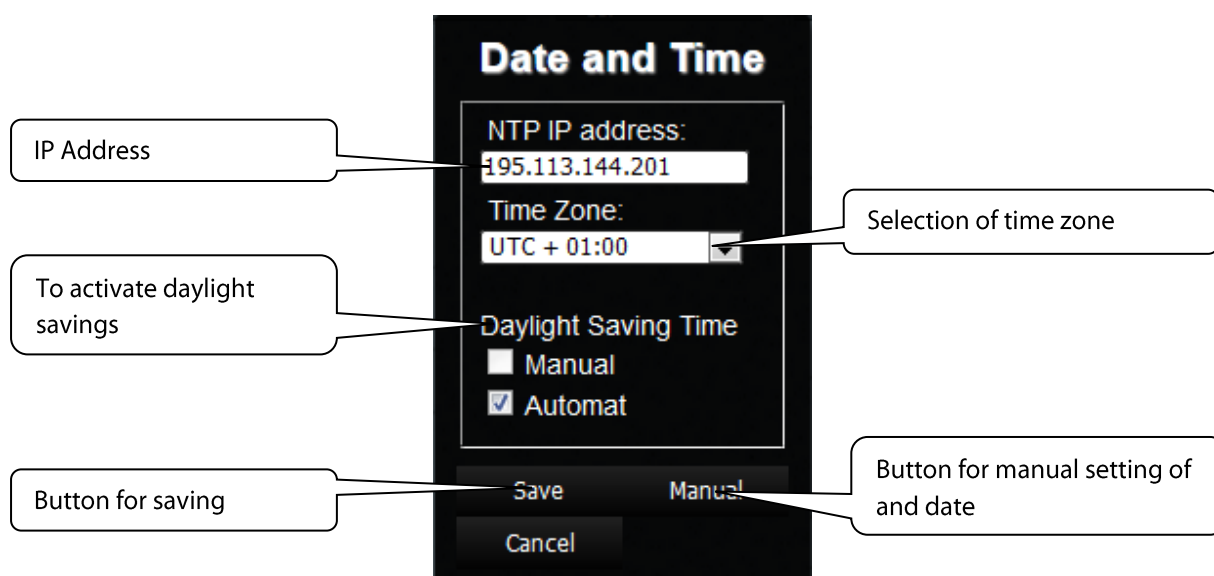 Date and Time
NTP IP address:
IP Address
195.113.144.201
Time Zone:
Selection of time zone
UTC + 01:00
To activate daylight
savings
Daylight Saving Time
Manual
Automat
Button for saving
Save
Manual
Button for manual setting of
and date
Cancel